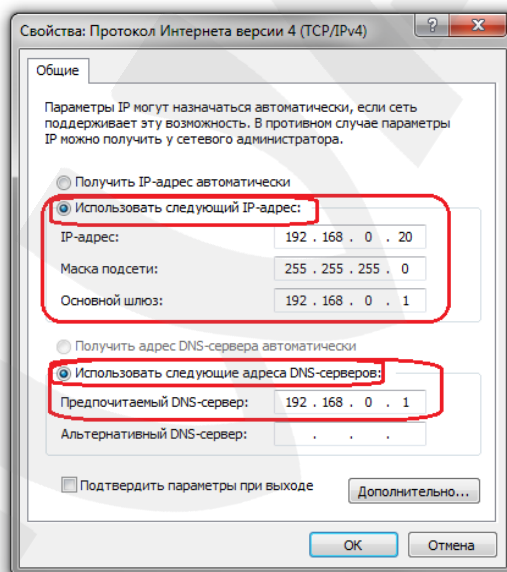 Свойства: Протокол Интернета версии 4 (TCP/IPv4)
Общие
Параметры IP могут назначаться автоматически, если сеть
поддерживает эту возможность. В противном случае параметры
IP можно получить у сетевого администратора.
Получить IP-адрес автоматически
Использовать следующий IP-адрес:
IP-адрес: 192 . 168 . 0 . 20
Маска подсети: 255 . 255 . 255 . 0
Основной шлюз: 192 . 168 . 0 . 1
Получить адрес DNS-сервера автоматически
Использовать следующие адреса DNS-серверов:
Предпочитаемый DNS-сервер: 192 . 168 . 0 . 1
Альтернативный DNS-сервер: . . .
Подтвердить параметры при выходе
Дополнительно...
ОК
Отмена